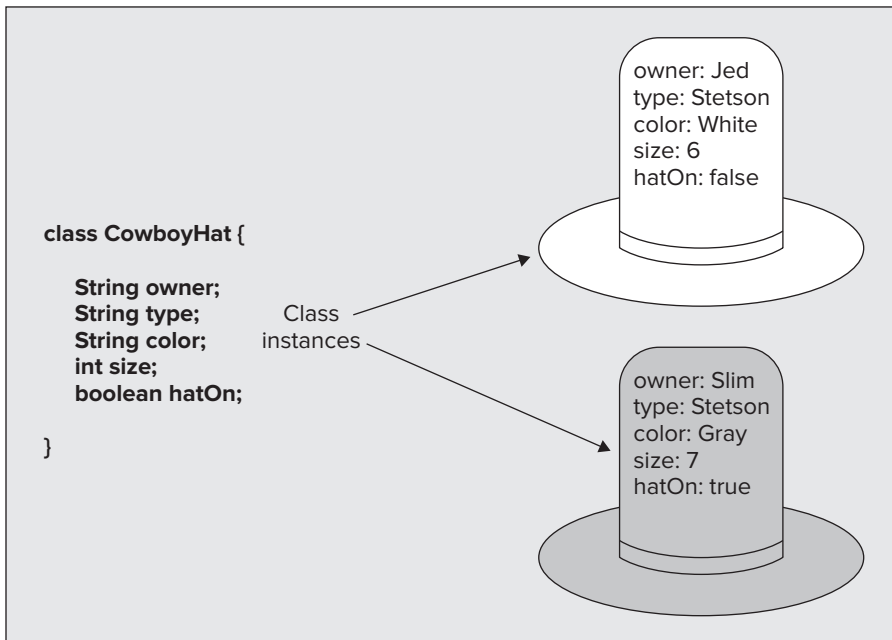 class CowboyHat {
String owner;
String type;
String color;
int size;
boolean hatOn;
}
Class
instances
owner: Jed
type: Stetson
color: White
size: 6
hatOn: false
owner: Slim
type: Stetson
color: Gray
size: 7
hatOn: true